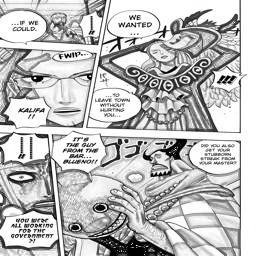 WE
WANTED
...
...IF WE
COULD.
FWIP...
KALIFA
!!
...TO
LEAVE TOWN
WITHOUT
HURTING
YOU...
!!!
IT'S
THE GUY
FROM THE
BAR...
BLUENO!!
DID YOU ALSO
GET YOUR
STUBBORN
STREAK FROM
YOUR MASTER?
YOU WERE
ALL WORKING
FOR THE
GOVERNMENT
?!